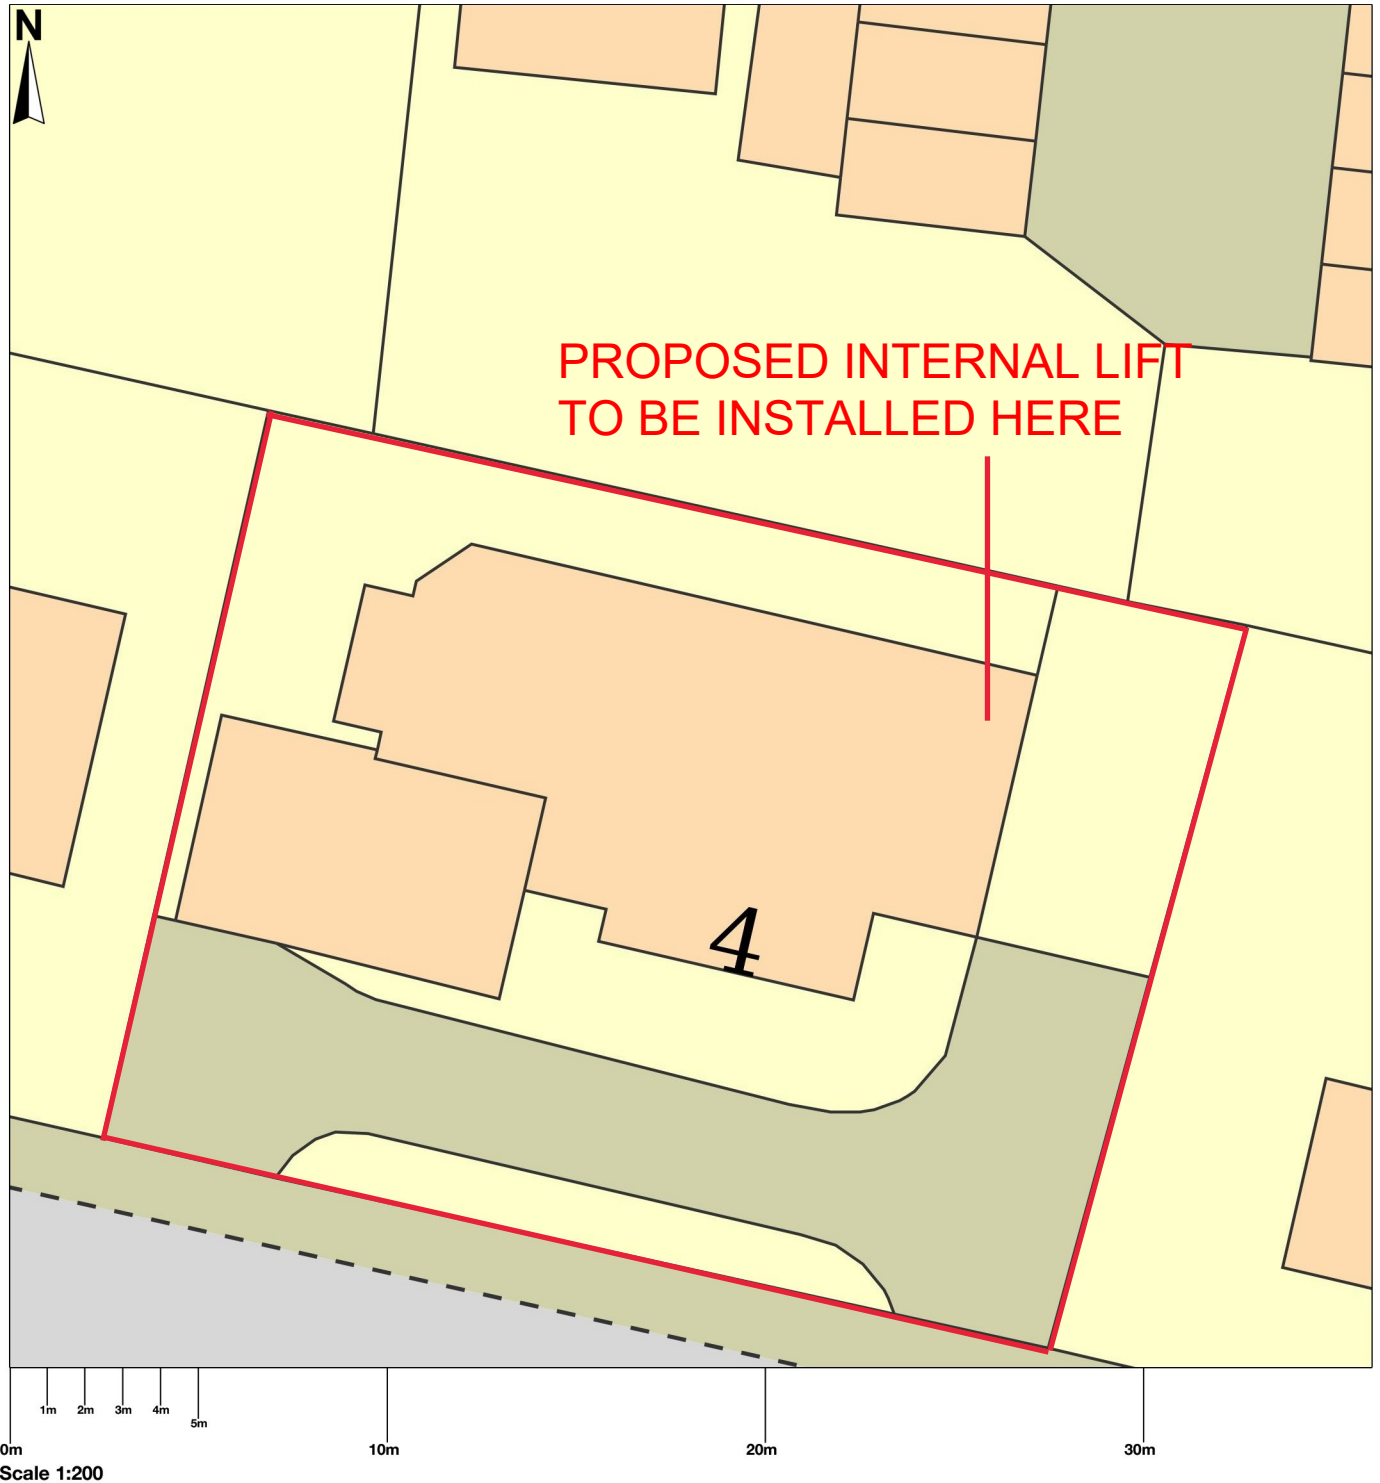 N
PROPOSED INTERNAL LIFT
TO BE INSTALLED HERE
4
1m 2m 3m 4m
5m
0m 10m 20m 30m
Scale 1:200